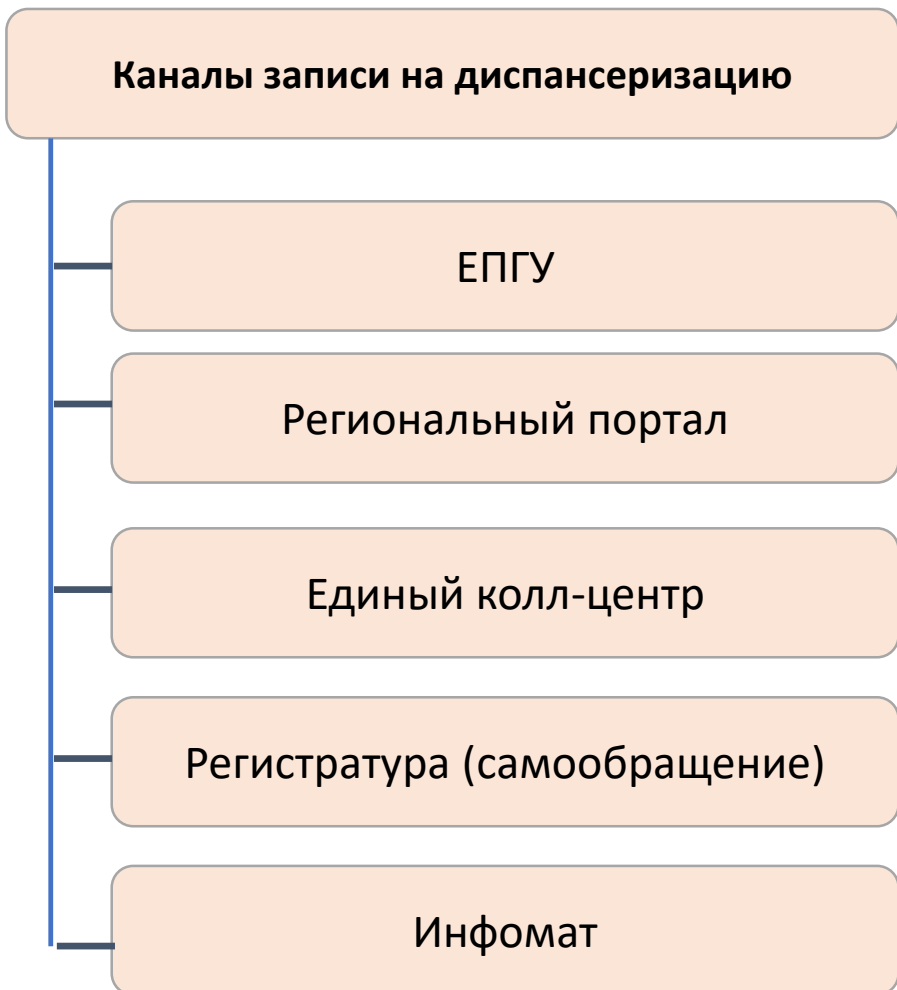 Каналы записи на диспансеризацию
ЕПГУ
Региональный портал
Единый колл-центр
Регистратура (самообращение)
Инфомат